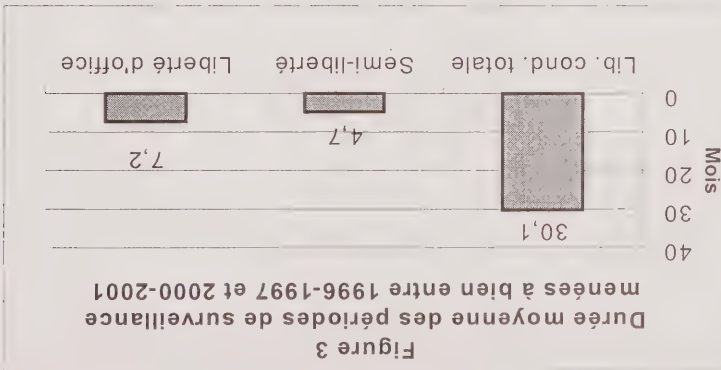 Figure 3
Durée moyenne des périodes de surveillance
menées à bien entre 1996-1997 et 2000-2001
Mois
40
30
20
10
0
30,1
4,7
7,2
Lib. cond. totale
Semi-liberté
Liberté d'office